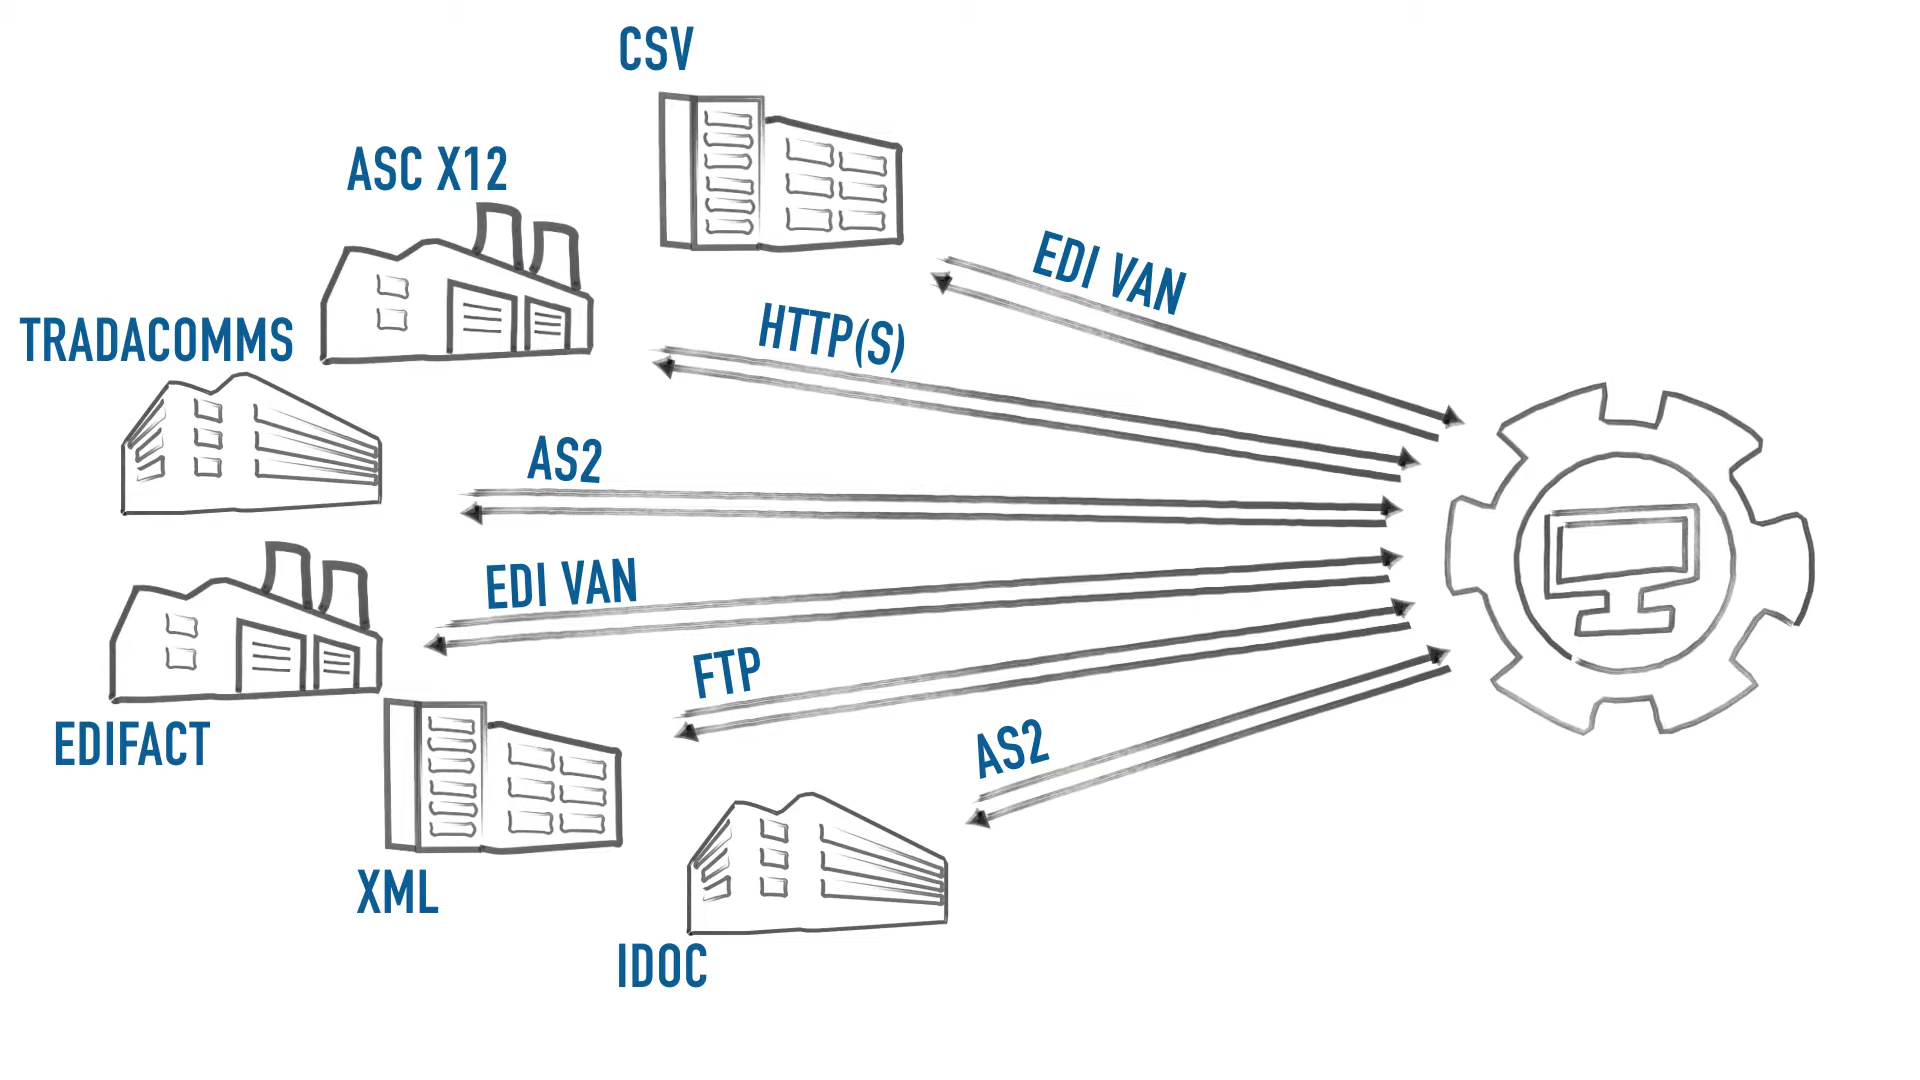 CSV
ASC X12
EDI VAN
HTTP(S)
TRADACOMMS
AS2
EDI VAN
FTP
EDIFACT
AS2
XML
IDOC